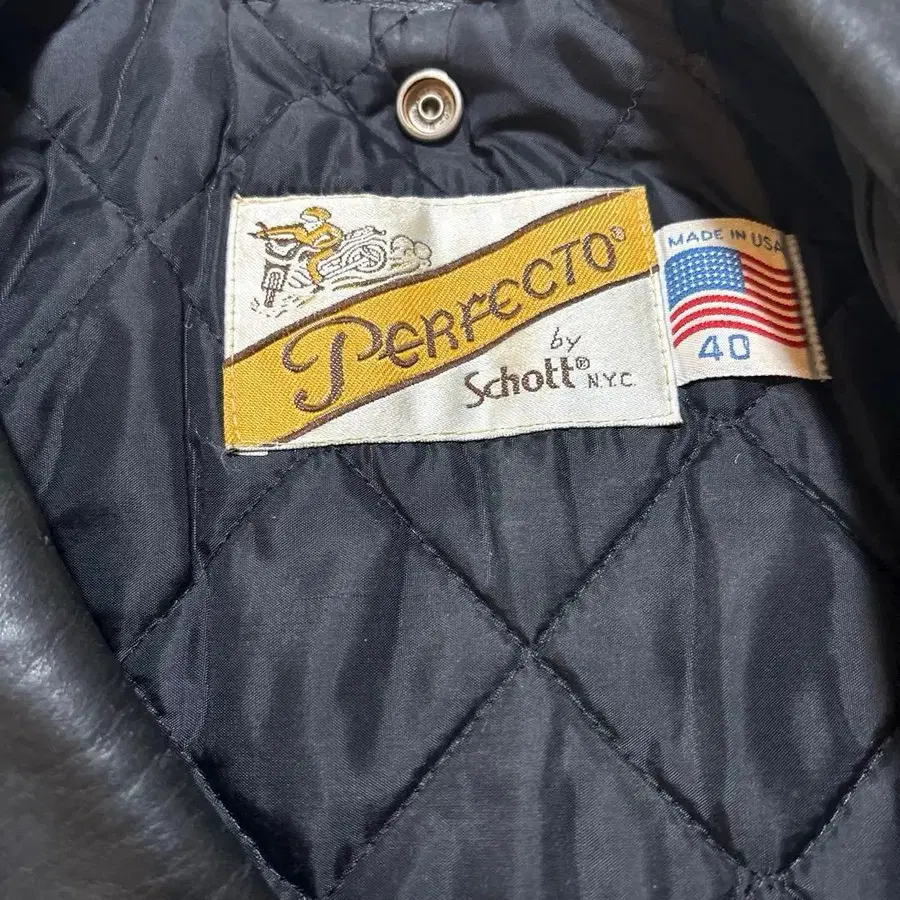 PERFECTO®
by
Schott® N.Y.C.
MADE IN USA
40